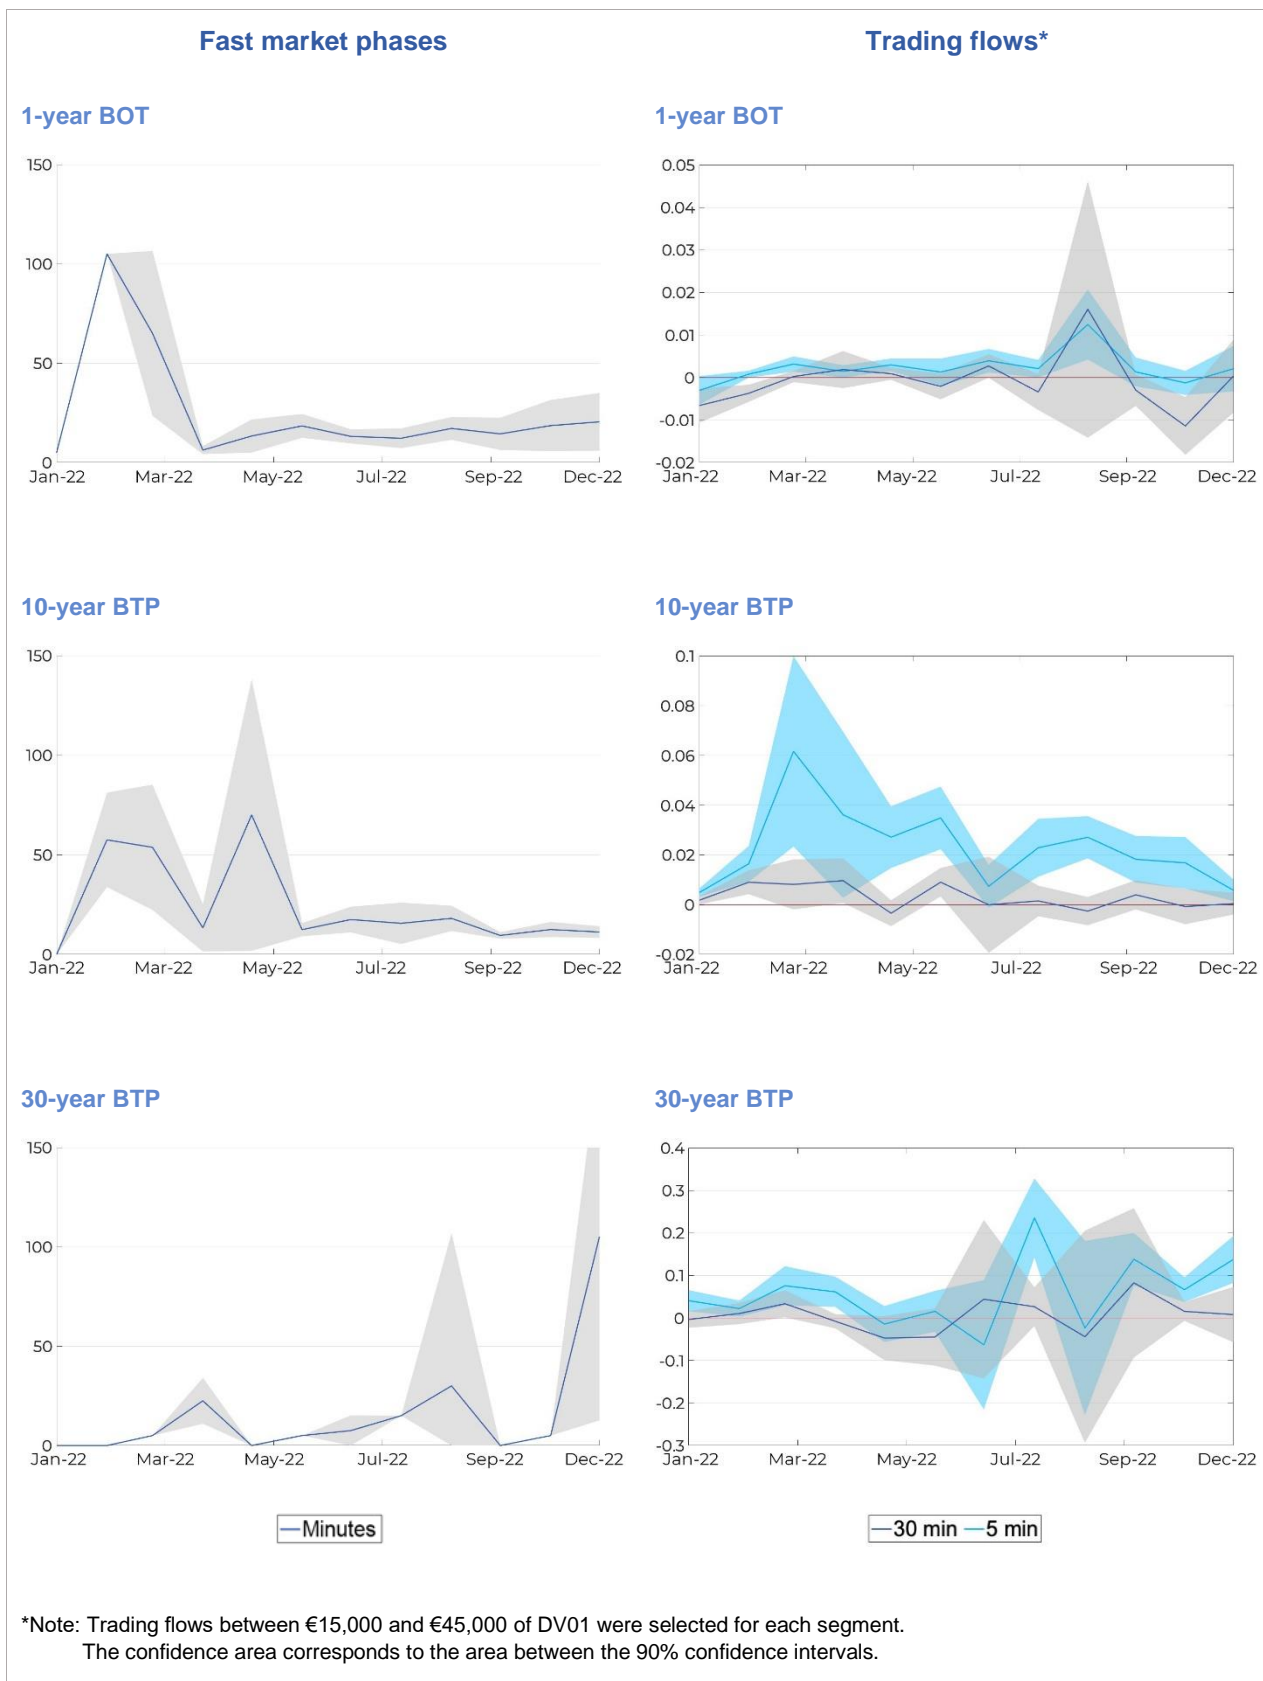 Fast market phases
Trading flows*
1-year BOT
1-year BOT
150
100
50
0
Jan-22 Mar-22 May-22 Jul-22 Sep-22 Dec-22
0.05
0.04
0.03
0.02
0.01
0
-0.01
-0.02
Jan-22 Mar-22 May-22 Jul-22 Sep-22 Dec-22
10-year BTP
10-year BTP
150
100
50
0
Jan-22 Mar-22 May-22 Jul-22 Sep-22 Dec-22
0.1
0.08
0.06
0.04
0.02
0
-0.02
Jan-22 Mar-22 May-22 Jul-22 Sep-22 Dec-22
30-year BTP
30-year BTP
150
100
50
0
Jan-22 Mar-22 May-22 Jul-22 Sep-22 Dec-22
0.4
0.3
0.2
0.1
0
-0.1
-0.2
-0.3
Jan-22 Mar-22 May-22 Jul-22 Sep-22 Dec-22
Minutes
30 min 5 min
*Note: Trading flows between €15,000 and €45,000 of DV01 were selected for each segment.
The confidence area corresponds to the area between the 90% confidence intervals.